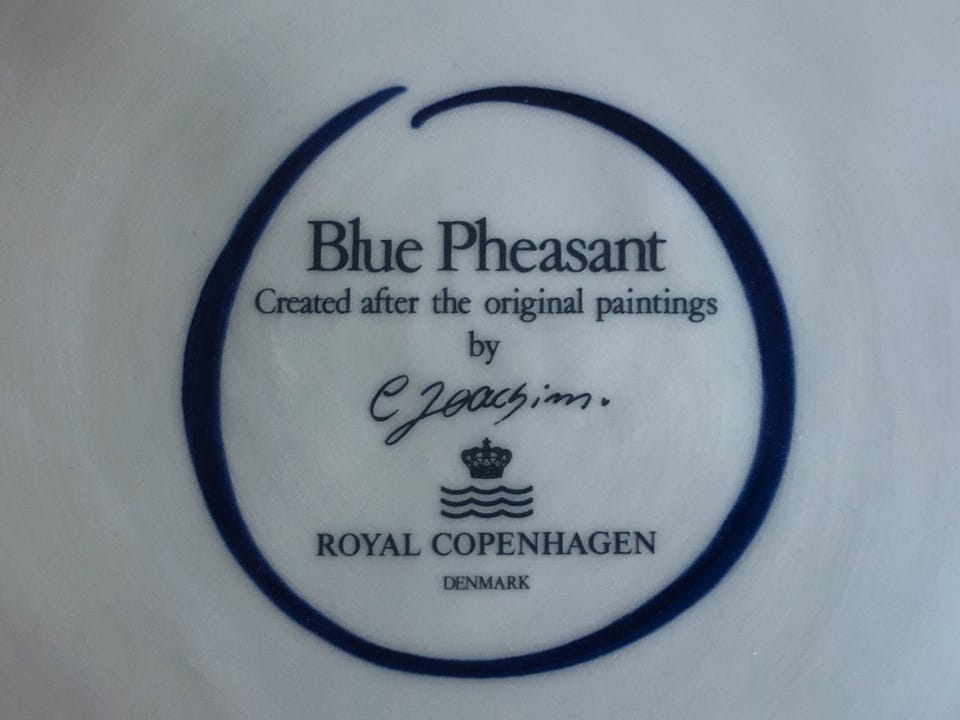 Blue Pheasant
Created after the original paintings
by
C Joachim.
ROYAL COPENHAGEN
DENMARK